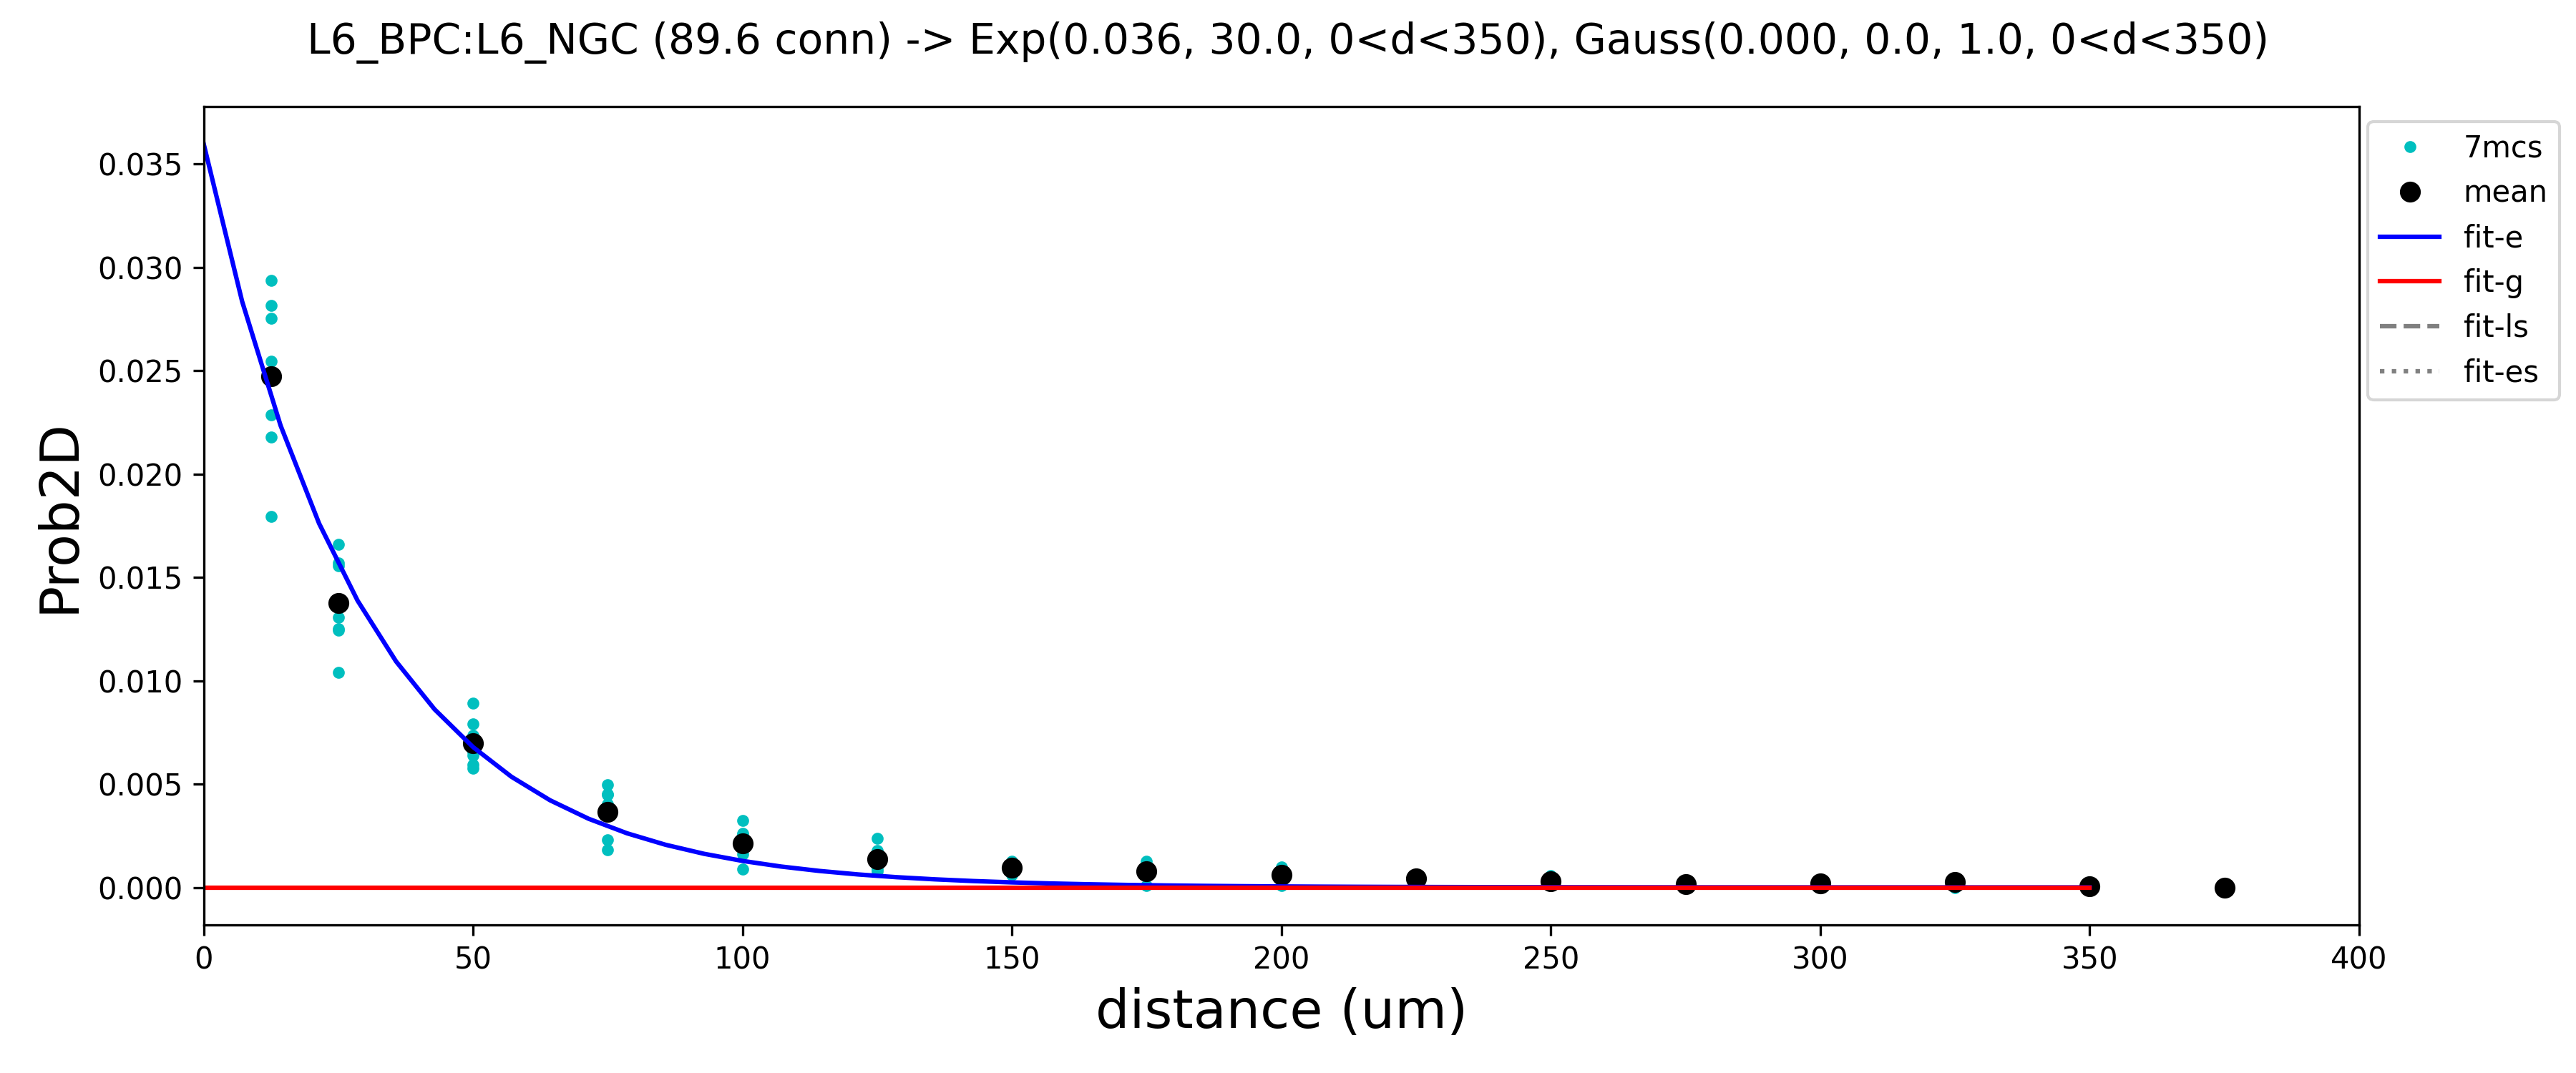 L6_BPC:L6_NGC (89.6 conn) -> Exp(0.036, 30.0, 0<d<350), Gauss(0.000, 0.0, 1.0, 0<d<350)
0.035
0.030
0.025
0.020
0.015
0.010
0.005
0.000
Prob2D
0 50 100 150 200 250 300 350 400
distance (um)
7mcs
mean
fit-e
fit-g
fit-ls
fit-es